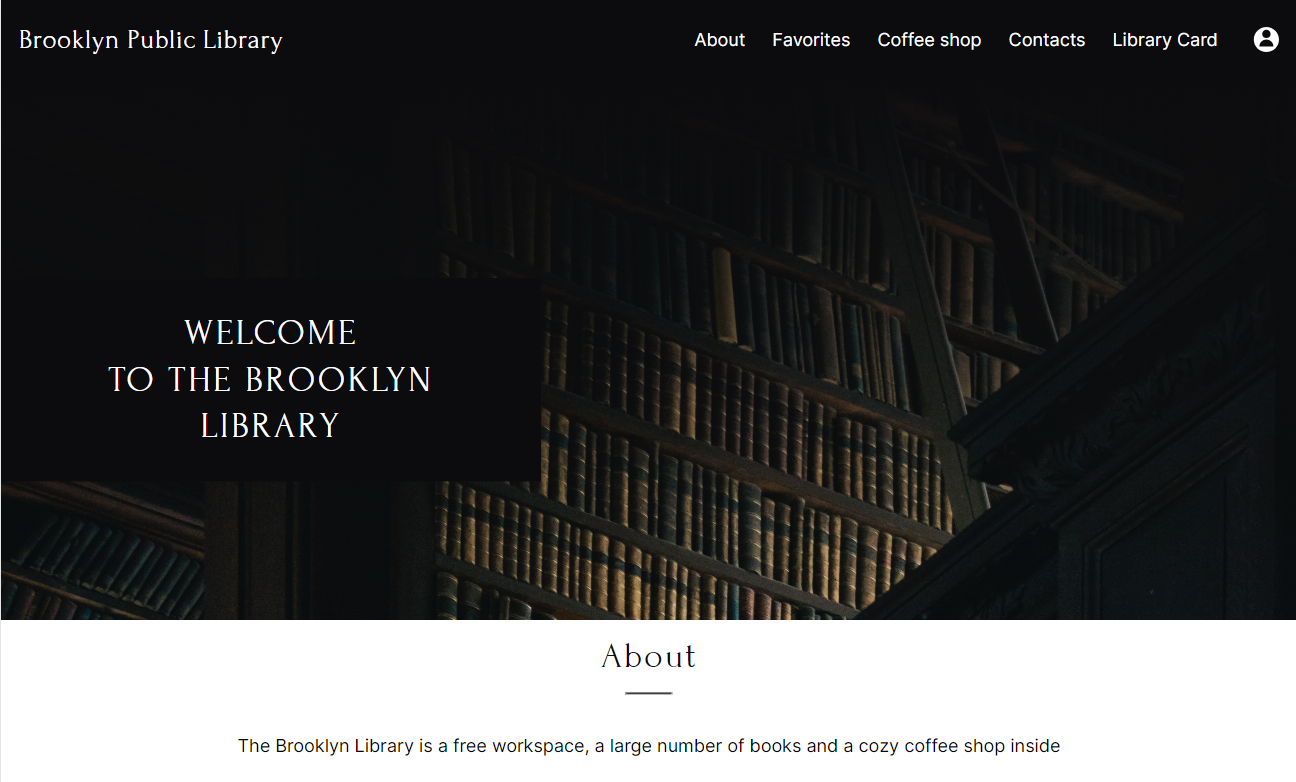 Brooklyn Public Library
About Favorites Coffee shop Contacts Library Card
WELCOME
TO THE BROOKLYN
LIBRARY
About
The Brooklyn Library is a free workspace, a large number of books and a cozy coffee shop inside